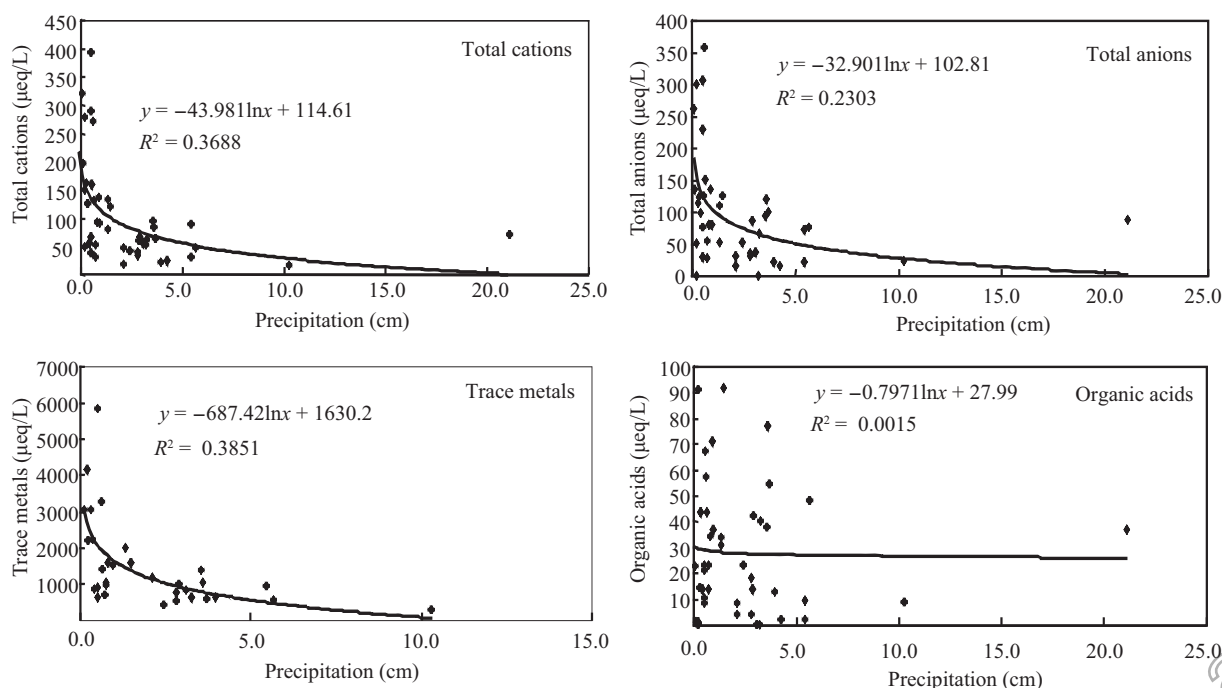 Total cations
y = −43.981lnx + 114.61
R² = 0.3688
Total cations (μeq/L)
450
400
350
300
250
200
150
100
50
0.0 5.0 10.0 15.0 20.0 25.0
Precipitation (cm)
Total anions
y = −32.901lnx + 102.81
R² = 0.2303
Total anions (μeq/L)
400
350
300
250
200
150
100
50
0
0.0 5.0 10.0 15.0 20.0 25.0
Precipitation (cm)
Trace metals
y = −687.42lnx + 1630.2
R² = 0.3851
Trace metals (μeq/L)
7000
6000
5000
4000
3000
2000
1000
0.0 5.0 10.0 15.0
Precipitation (cm)
Organic acids
y = −0.7971lnx + 27.99
R² = 0.0015
Organic acids (μeq/L)
100
90
80
70
60
50
40
30
20
10
0.0 5.0 10.0 15.0 20.0 25.0
Precipitation (cm)